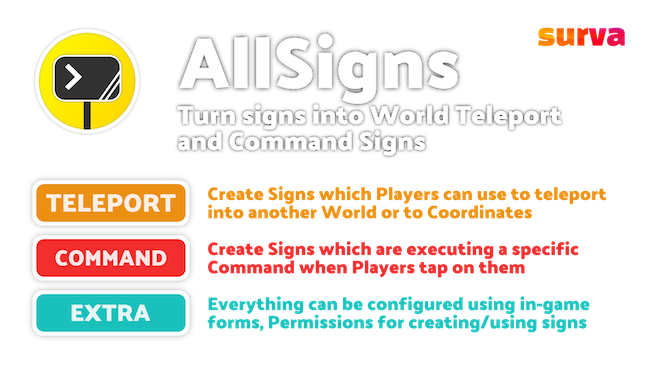 surva
AllSigns
Turn signs into World Teleport
and Command Signs
TELEPORT
Create Signs which Players can use to teleport
into another World or to Coordinates
COMMAND
Create Signs which are executing a specific
Command when Players tap on them
EXTRA
Everything can be configured using in-game
forms, Permissions for creating/using signs